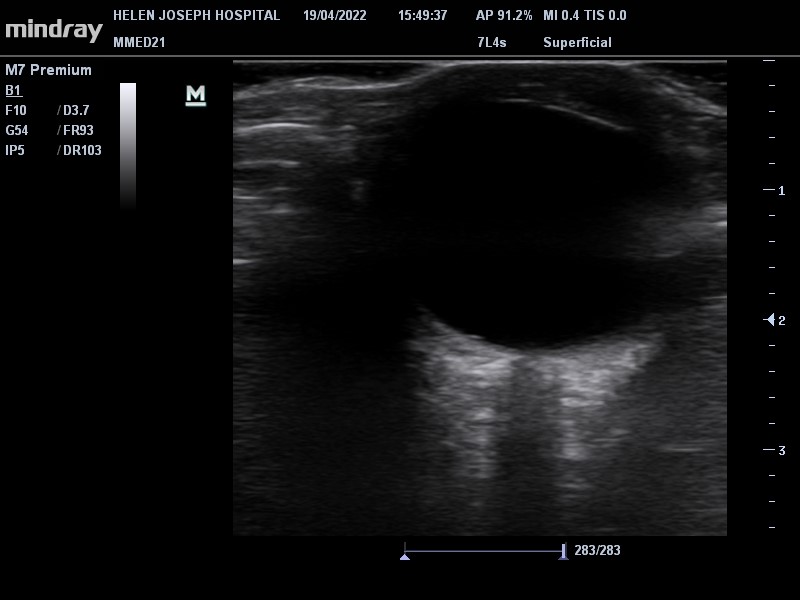 mindray
HELEN JOSEPH HOSPITAL 19/04/2022 15:49:37 AP 91.2% MI 0.4 TIS 0.0
MMED21 7L4s Superficial
M7 Premium
B1
F10 / D3.7
G54 / FR93
IP5 / DR103
M
1
2
3
283/283